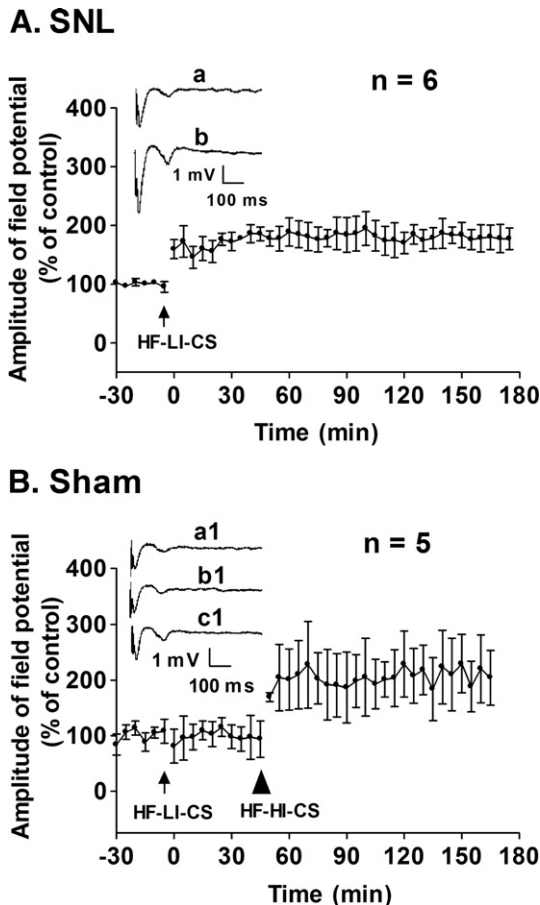 A. SNL
a
n = 6
b
1 mV
100 ms
400
300
200
100
0
Amplitude of field potential
(% of control)
HF-LI-CS
-30 0 30 60 90 120 150 180
Time (min)
B. Sham
a1
n = 5
b1
c1
1 mV
100 ms
400
300
200
100
0
Amplitude of field potential
(% of control)
HF-LI-CS HF-HI-CS
-30 0 30 60 90 120 150 180
Time (min)